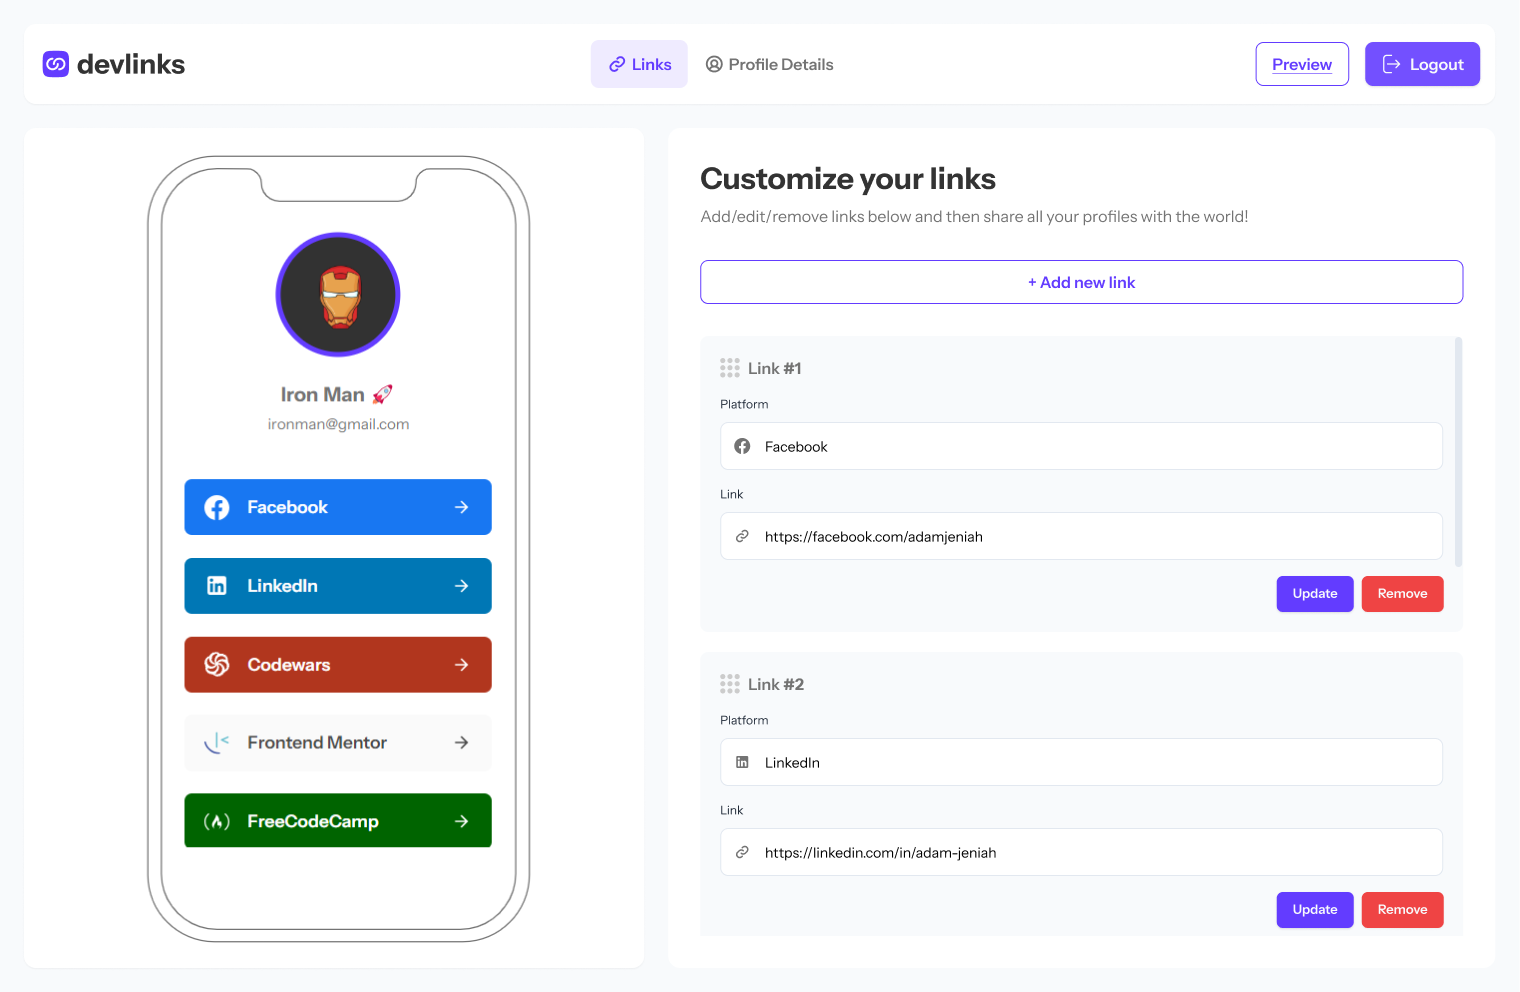 devlinks
Links
Profile Details
Preview
Logout
Iron Man 🚀
ironman@gmail.com
Facebook
LinkedIn
Codewars
Frontend Mentor
FreeCodeCamp
Customize your links
Add/edit/remove links below and then share all your profiles with the world!
+ Add new link
Link #1
Platform
Facebook
Link
https://facebook.com/adamjeniah
Update
Remove
Link #2
Platform
LinkedIn
Link
https://linkedin.com/in/adam-jeniah
Update
Remove